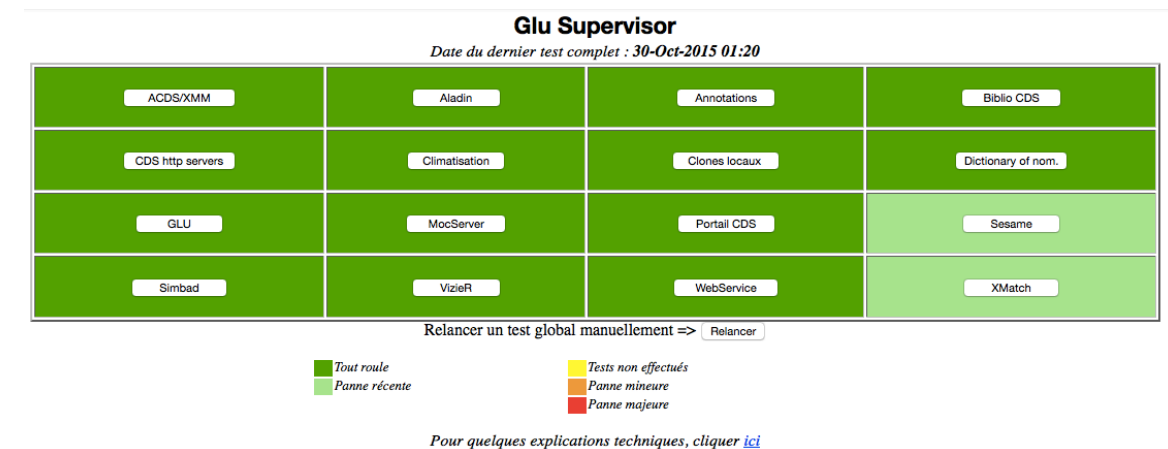 Glu Supervisor
Date du dernier test complet : 30-Oct-2015 01:20
ACDS/XMM Aladin Annotations Biblio CDS
CDS http servers Climatisation Clones locaux Dictionary of nom.
GLU MocServer Portail CDS Sesame
Simbad VizieR WebService XMatch
Relancer un test global manuellement => Relancer
Tout roule Tests non effectués
Panne récente Panne mineure
Panne majeure
Pour quelques explications techniques, cliquer ici